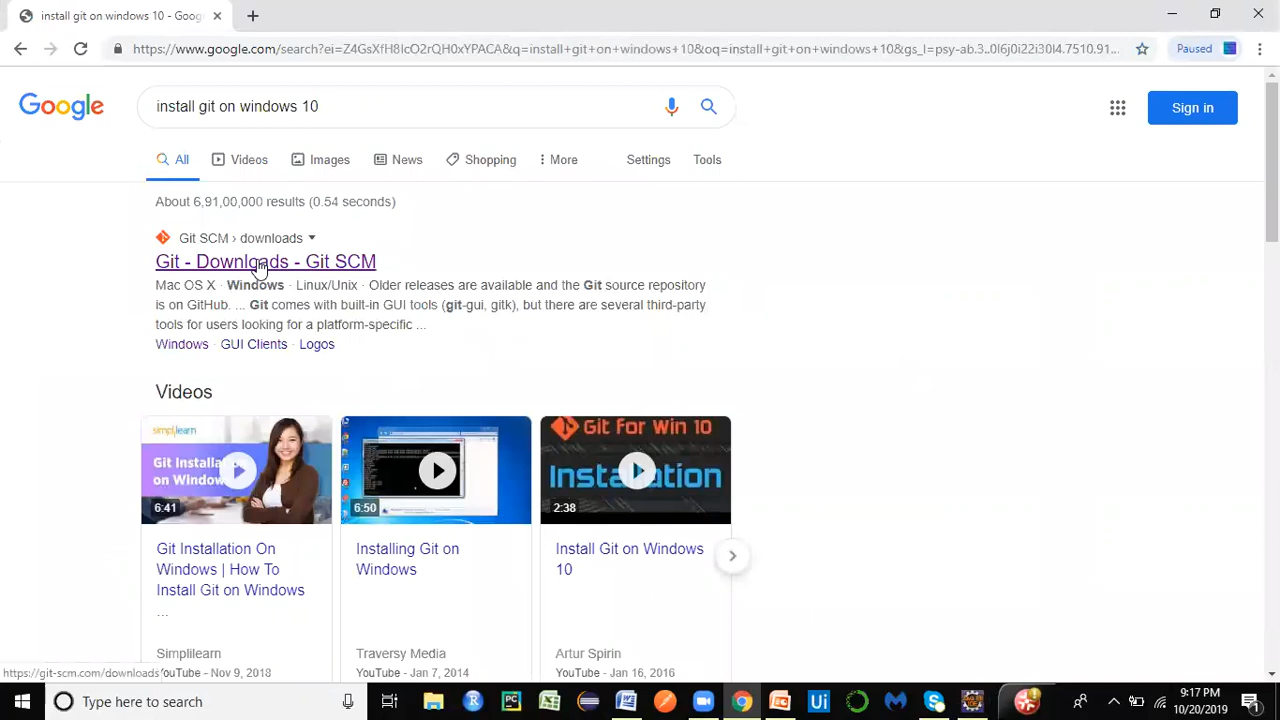 install git on windows 10 - Goog
https://www.google.com/search?ei=Z4GsXfH8IcO2rQH0xYPACA&q=install+git+on+windows+10&oq=install+git+on+windows+10&gs_l=psy-ab.3..0l6j0i22i30l4.7510.91...
Paused
Google
install git on windows 10
Sign in
All
Videos
Images
News
Shopping
More
Settings
Tools
About 6,91,00,000 results (0.54 seconds)
Git SCM › downloads
Git - Downloads - Git SCM
Mac OS X · Windows · Linux/Unix · Older releases are available and the Git source repository
is on GitHub. ... Git comes with built-in GUI tools (git-gui, gitk), but there are several third-party
tools for users looking for a platform-specific ...
Windows · GUI Clients · Logos
Videos
simplilearn
Git Installation
on Windows
6:41
6:50
Git For Win 10
Installation
2:38
Git Installation On
Windows | How To
Install Git on Windows
...
Installing Git on
Windows
Install Git on Windows
10
Simplilearn
YouTube - Nov 9, 2018
Traversy Media
YouTube - Jan 7, 2014
Artur Spirin
YouTube - Jan 16, 2016
https://git-scm.com/downloads
Type here to search
9:17 PM
10/20/2019